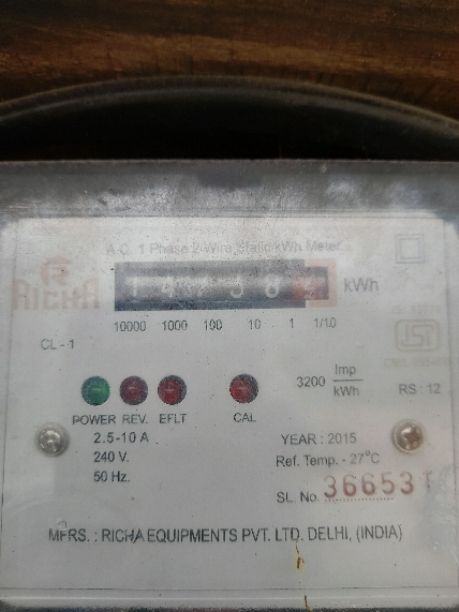 A.C. 1 Phase 2-Wire Static kWh Meter
RICHA
kWh
10000 1000 100 10 1 1/10
CL - 1
3200 Imp
kWh
RS : 12
POWER REV. EFLT CAL
2.5-10 A
240 V.
50 Hz.
YEAR : 2015
Ref. Temp. - 27°C
SL. No. 36653
MFRS. : RICHA EQUIPMENTS PVT. LTD. DELHI, (INDIA)